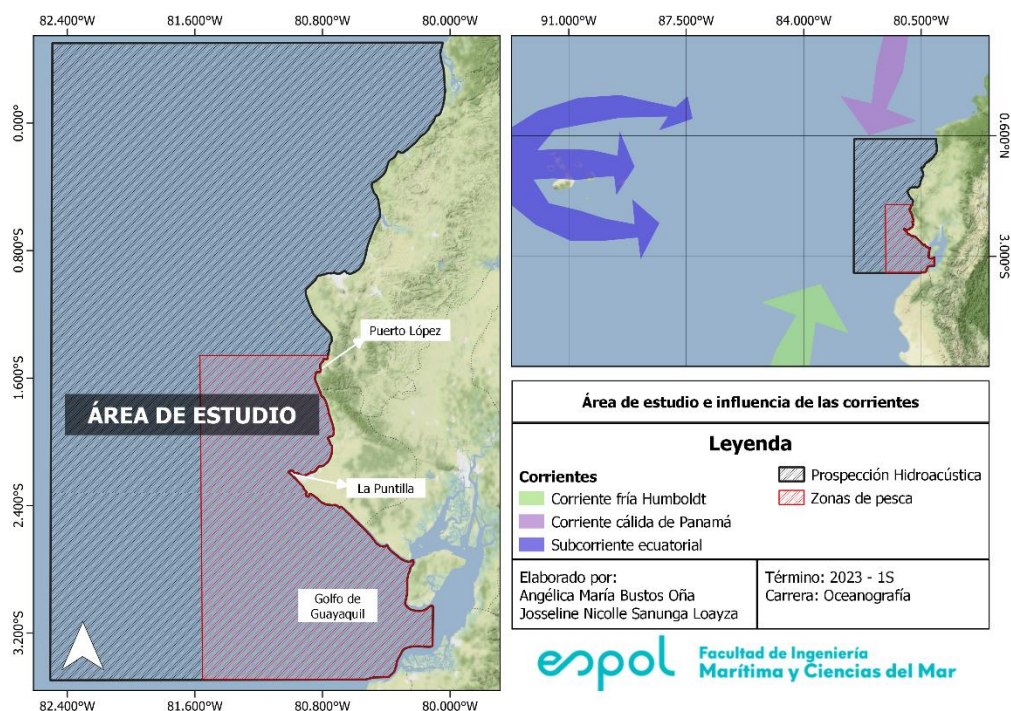 82.400°W 81.600°W 80.800°W 80.000°W
91.000°W 87.500°W 84.000°W 80.500°W
0.000°
0.800°S
1.600°S
2.400°S
3.200°S
Puerto López
ÁREA DE ESTUDIO
La Puntilla
Golfo de
Guayaquil
82.400°W 81.600°W 80.800°W 80.000°W
0.600°N
3.000°S
Área de estudio e influencia de las corrientes
Leyenda
Corrientes
Corriente fría Humboldt
Corriente cálida de Panamá
Subcorriente ecuatorial
Prospección Hidroacústica
Zonas de pesca
Elaborado por:
Angélica María Bustos Oña
Josseline Nicolle Sanunga Loayza
Término: 2023 - 1S
Carrera: Oceanografía
espol
Facultad de Ingeniería
Marítima y Ciencias del Mar